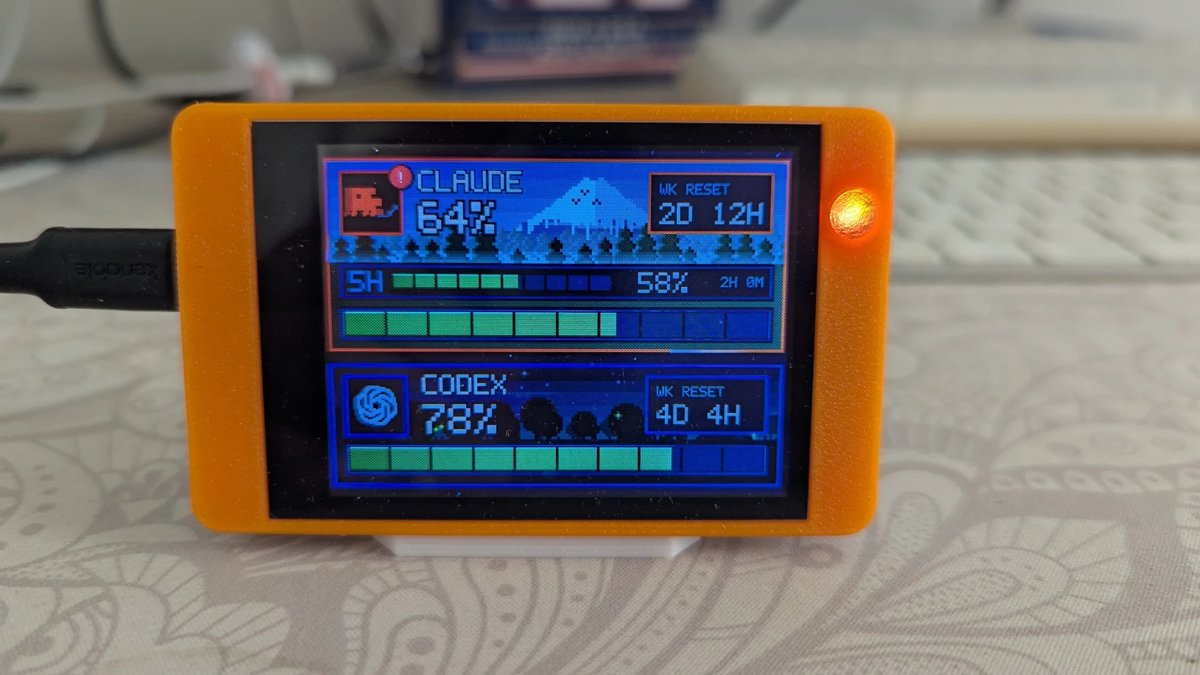 !
CLAUDE
64%
WK RESET
2D 12H
5H
58%
2H 0M
CODEX
78%
WK RESET
4D 4H